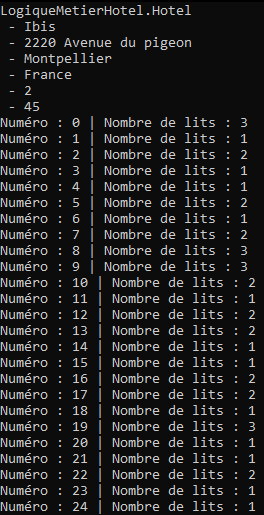 LogiqueMetierHotel.Hotel
- Ibis
- 2220 Avenue du pigeon
- Montpellier
- France
- 2
- 45
Numéro : 0 | Nombre de lits : 3
Numéro : 1 | Nombre de lits : 1
Numéro : 2 | Nombre de lits : 2
Numéro : 3 | Nombre de lits : 1
Numéro : 4 | Nombre de lits : 1
Numéro : 5 | Nombre de lits : 2
Numéro : 6 | Nombre de lits : 1
Numéro : 7 | Nombre de lits : 2
Numéro : 8 | Nombre de lits : 3
Numéro : 9 | Nombre de lits : 3
Numéro : 10 | Nombre de lits : 2
Numéro : 11 | Nombre de lits : 1
Numéro : 12 | Nombre de lits : 2
Numéro : 13 | Nombre de lits : 2
Numéro : 14 | Nombre de lits : 1
Numéro : 15 | Nombre de lits : 1
Numéro : 16 | Nombre de lits : 2
Numéro : 17 | Nombre de lits : 2
Numéro : 18 | Nombre de lits : 1
Numéro : 19 | Nombre de lits : 3
Numéro : 20 | Nombre de lits : 1
Numéro : 21 | Nombre de lits : 1
Numéro : 22 | Nombre de lits : 2
Numéro : 23 | Nombre de lits : 1
Numéro : 24 | Nombre de lits : 1